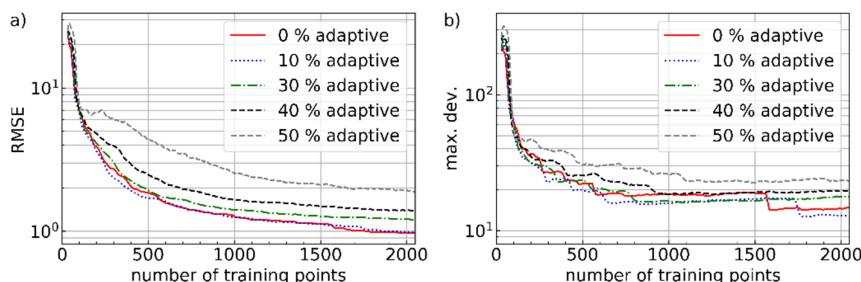 a)
RMSE
10¹
10⁰
0 % adaptive
10 % adaptive
30 % adaptive
40 % adaptive
50 % adaptive
0 500 1000 1500 2000
number of training points
b)
max. dev.
10²
10¹
0 % adaptive
10 % adaptive
30 % adaptive
40 % adaptive
50 % adaptive
0 500 1000 1500 2000
number of training points